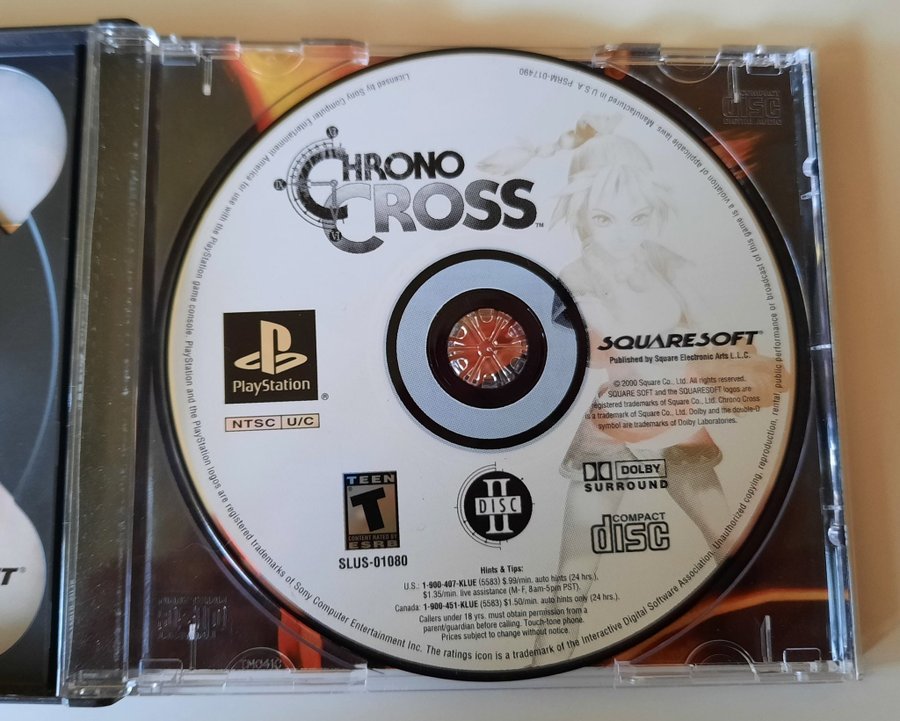 Licensed by Sony Computer Entertainment America for use with the PlayStation game console. PlayStation and the PlayStation logos are registered trademarks of Sony Computer Entertainment Inc. The ratings icon is a trademark of the Interactive Digital Software Association. Unauthorized copying, reproduction, rental, public performance or broadcast of this game is a violation of applicable laws. Manufactured in U.S.A. PSRM-017490
COMPACT
disc
DIGITAL AUDIO
CHRONO
CROSS™
PlayStation®
NTSC U/C
SQUARESOFT®
Published by Square Electronic Arts L.L.C.
© 2000 Square Co., Ltd. All rights reserved.
SQUARE SOFT and the SQUARESOFT logos are
registered trademarks of Square Co., Ltd. Chrono Cross
is a trademark of Square Co., Ltd. Dolby and the double-D
symbol are trademarks of Dolby Laboratories.
TEEN
T
CONTENT RATED BY
ESRB
SLUS-01080
II
DISC
II
DOLBY
SURROUND
COMPACT
disc
Hints & Tips:
U.S.: 1-900-407-KLUE (5583) $.99/min. auto hints (24 hrs.),
$1.35/min. live assistance (M-F, 8am-5pm PST).
Canada: 1-900-451-KLUE (5583) $1.50/min. auto hints only (24 hrs.).
Callers under 18 yrs. must obtain permission from a
parent/guardian before calling. Touch-tone phone.
Prices subject to change without notice.